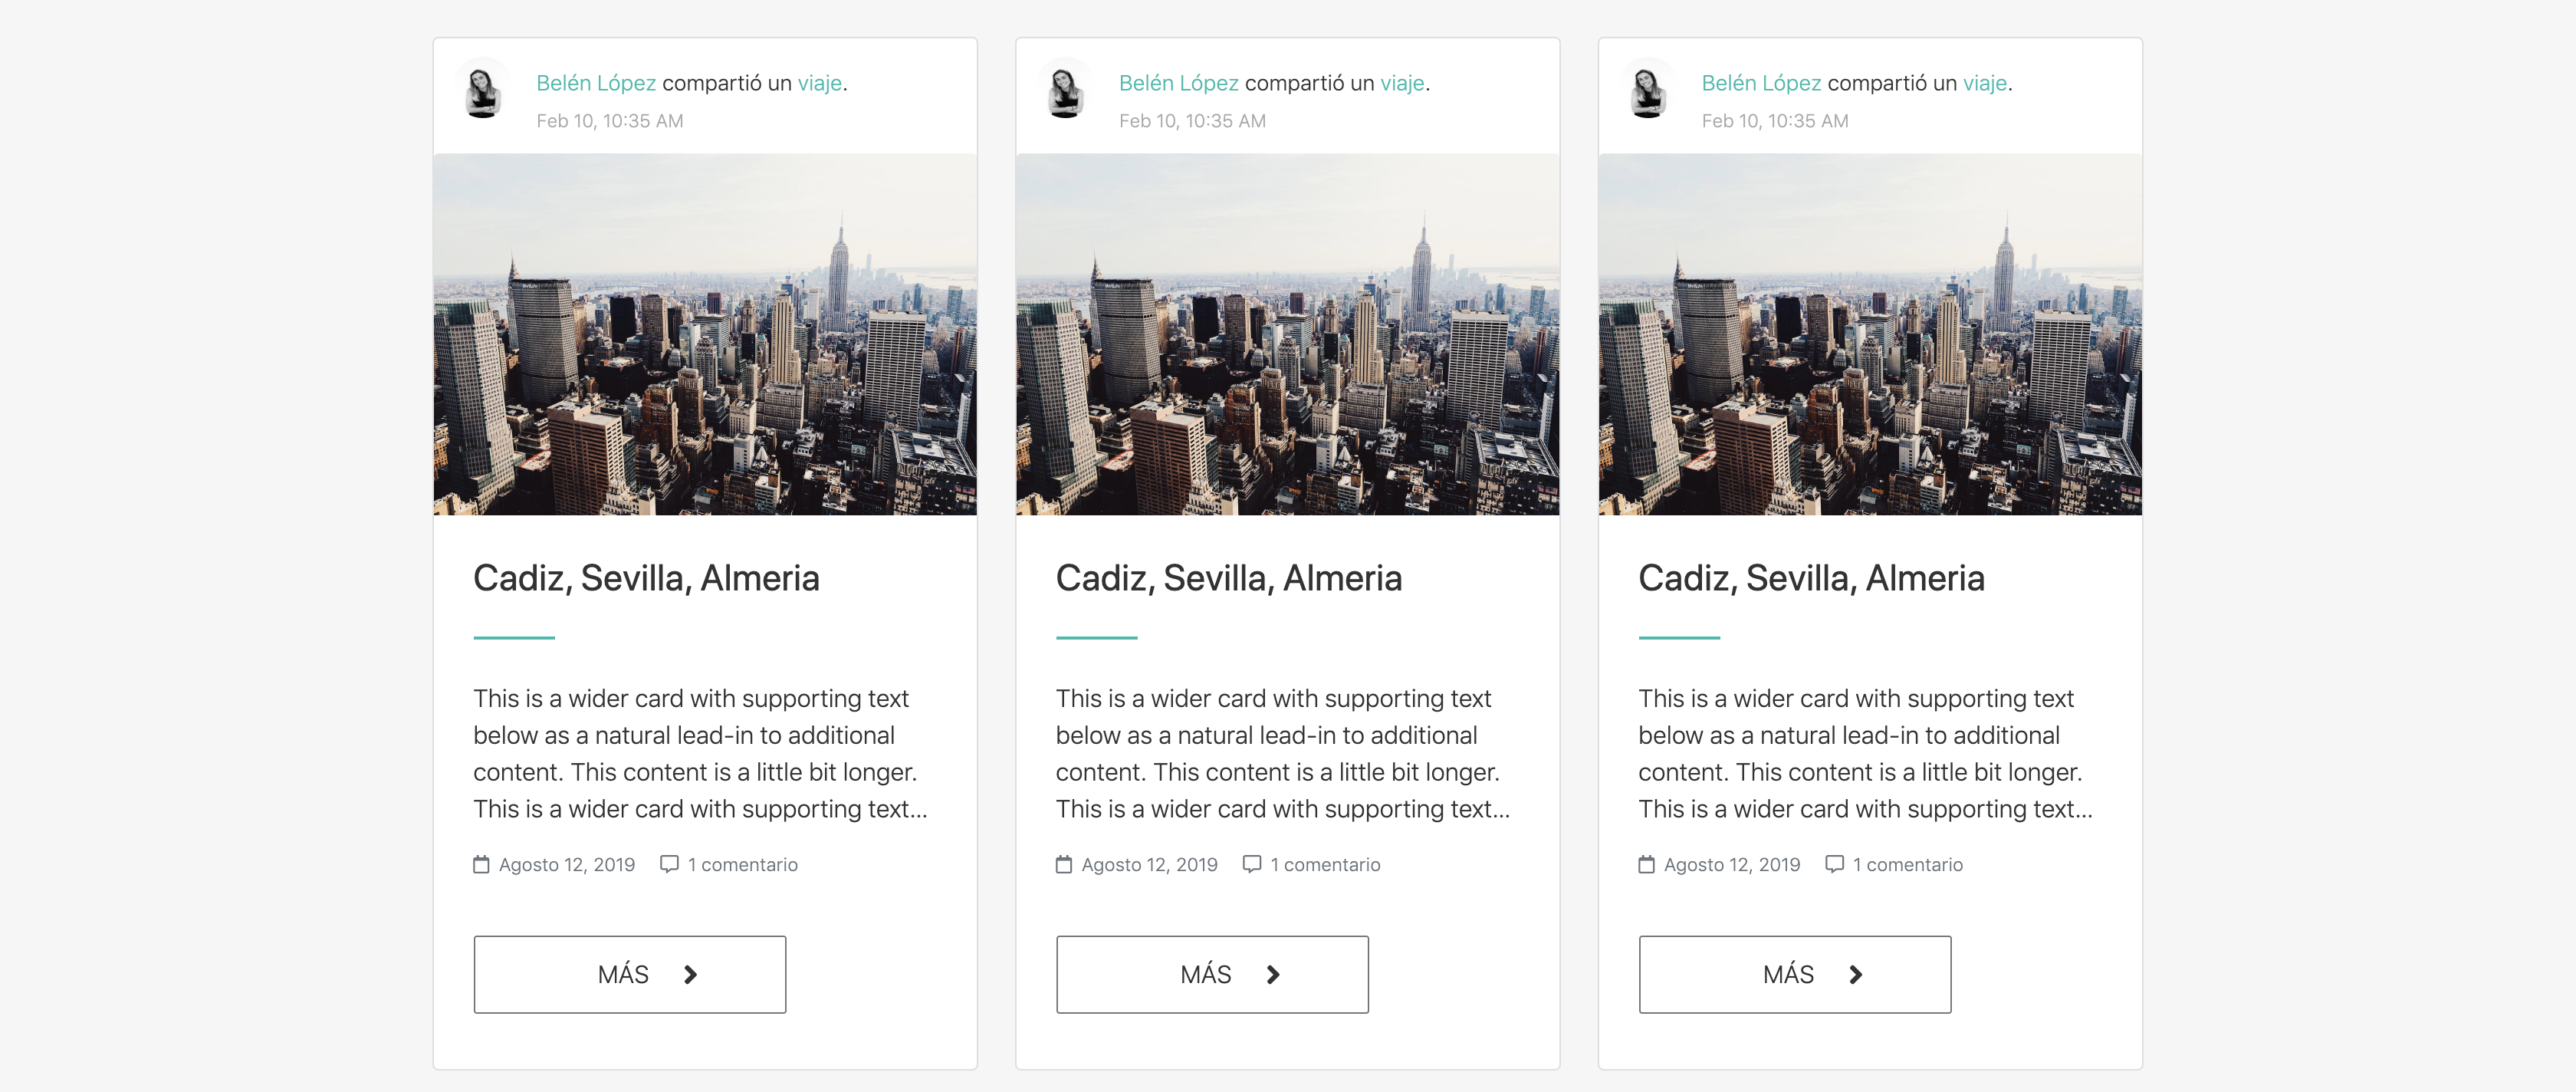 Belén López compartió un viaje.
Feb 10, 10:35 AM
Cadiz, Sevilla, Almeria
This is a wider card with supporting text
below as a natural lead-in to additional
content. This content is a little bit longer.
This is a wider card with supporting text...
Agosto 12, 2019 1 comentario
MÁS
Belén López compartió un viaje.
Feb 10, 10:35 AM
Cadiz, Sevilla, Almeria
This is a wider card with supporting text
below as a natural lead-in to additional
content. This content is a little bit longer.
This is a wider card with supporting text...
Agosto 12, 2019 1 comentario
MÁS
Belén López compartió un viaje.
Feb 10, 10:35 AM
Cadiz, Sevilla, Almeria
This is a wider card with supporting text
below as a natural lead-in to additional
content. This content is a little bit longer.
This is a wider card with supporting text...
Agosto 12, 2019 1 comentario
MÁS